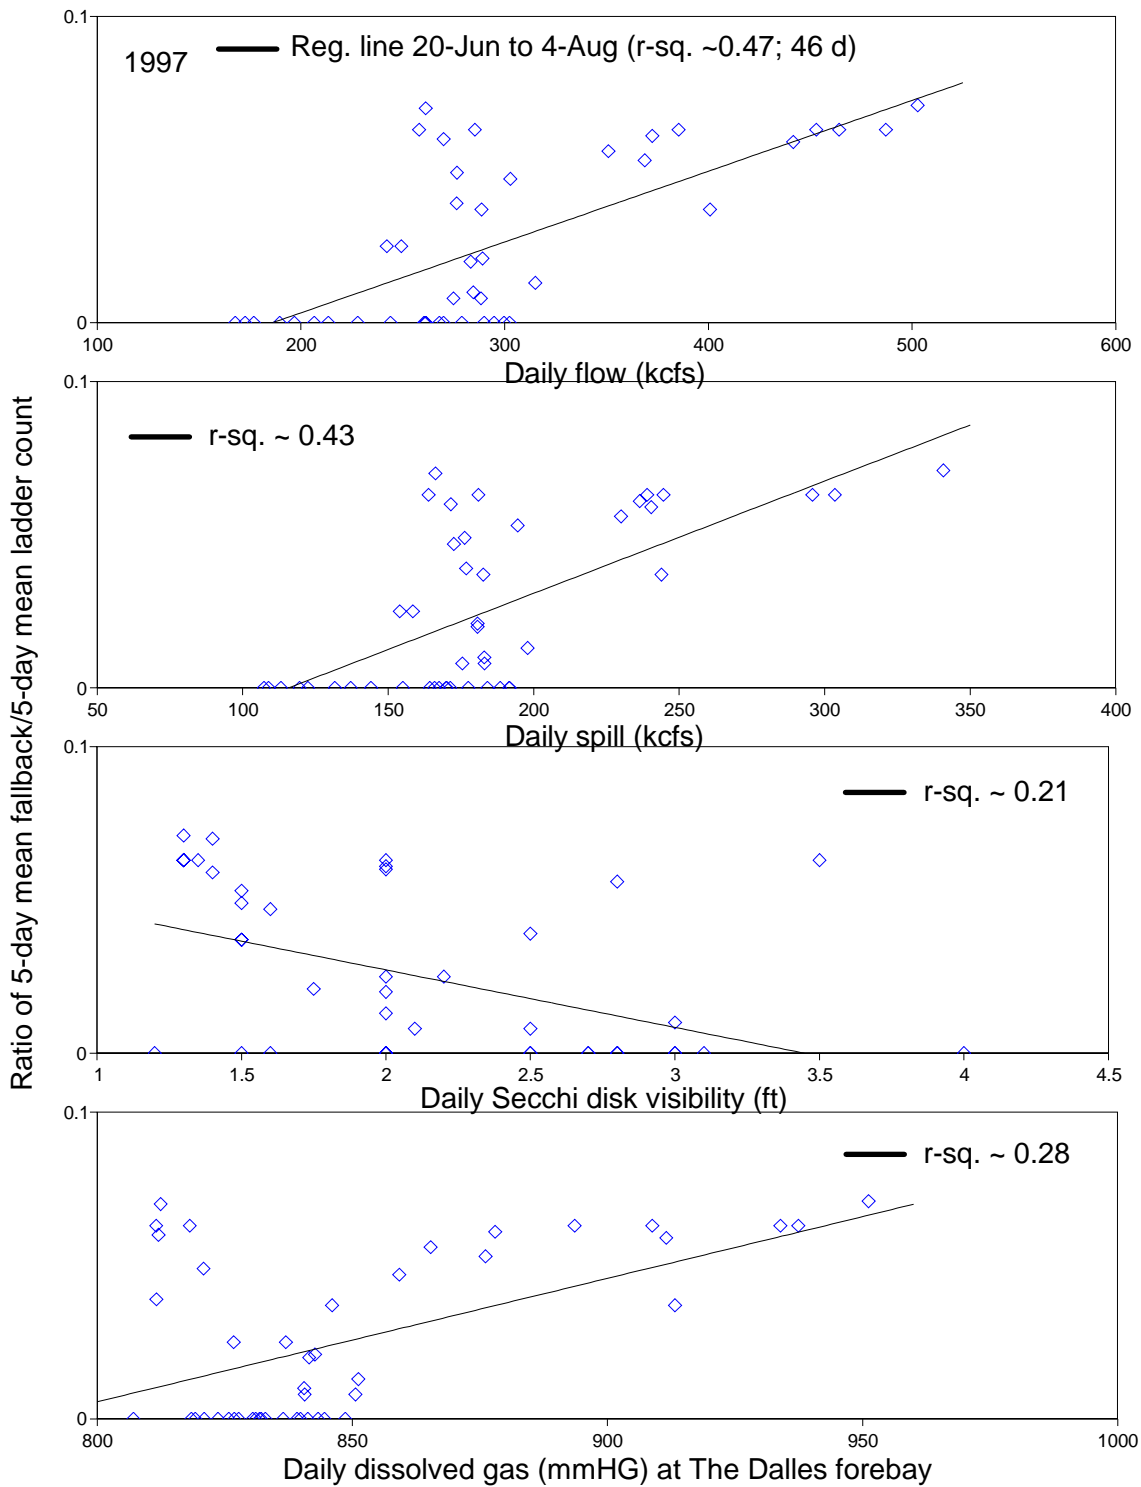 0.1
1997
Reg. line 20-Jun to 4-Aug (r-sq. ~0.47; 46 d)
0
100 200 300 400 500 600
Daily flow (kcfs)
0.1
r-sq. ~ 0.43
0
50 100 150 200 250 300 350 400
Daily spill (kcfs)
0.1
r-sq. ~ 0.21
0
1 1.5 2 2.5 3 3.5 4 4.5
Daily Secchi disk visibility (ft)
0.1
r-sq. ~ 0.28
0
800 850 900 950 1000
Daily dissolved gas (mmHG) at The Dalles forebay
Ratio of 5-day mean fallback/5-day mean ladder count